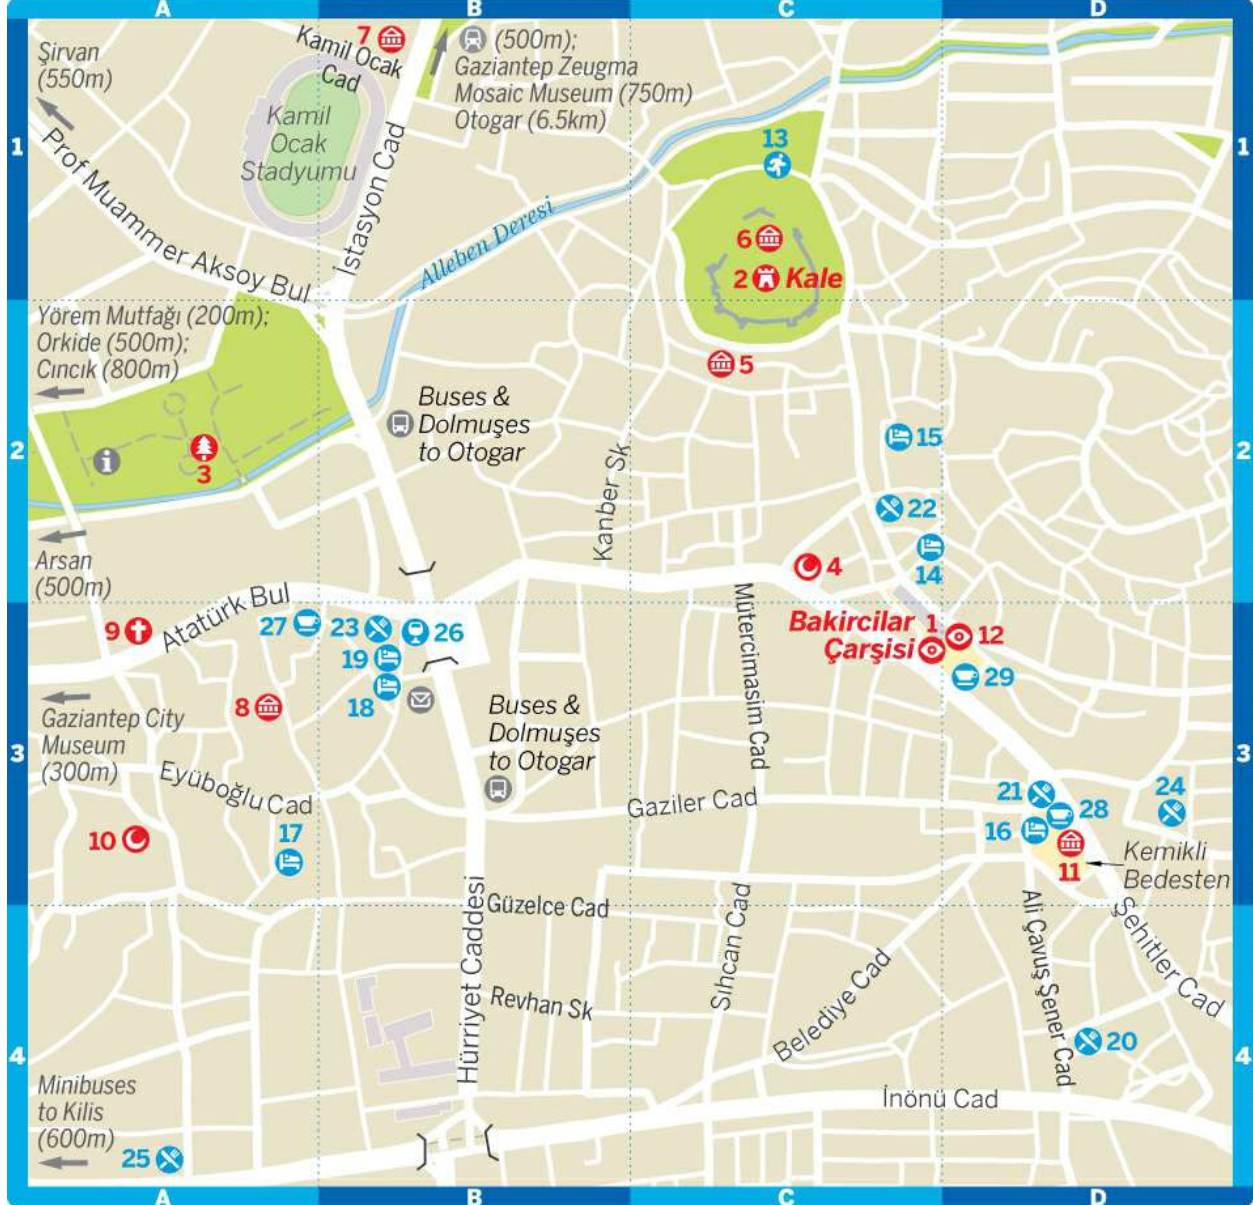 A
B
C
D
Şirvan
(550m)
7
Kamil Ocak
Cad
(500m);
Gaziantep Zeugma
Mosaic Museum (750m)
Otogar (6.5km)
Kamil
Ocak
Stadyumu
1
1
13
Prof Muammer Aksoy Bul
İstasyon Cad
Alleben Deresi
6
2 Kale
Yörem Mutfağı (200m);
Orkide (500m);
Cıncık (800m)
5
Buses &
Dolmuşes
to Otogar
2
2
i
3
15
Kanber Sk
22
Arsan
(500m)
4
14
Atatürk Bul
9
27
23
26
19
18
Mütercimasim Cad
Bakircilar
Çarşisi
1
12
29
8
Gaziantep City
Museum
(300m)
Buses &
Dolmuşes
to Otogar
3
3
Eyüboğlu Cad
Gaziler Cad
21
28
24
16
10
17
11
Kemikli
Bedesten
Hürriyet Caddesi
Güzelce Cad
Sıhcan Cad
Ali Çavuş Şener Cad
Şehitler Cad
Revhan Sk
Belediye Cad
20
4
4
Minibuses
to Kilis
(600m)
İnönü Cad
25
A
B
C
D